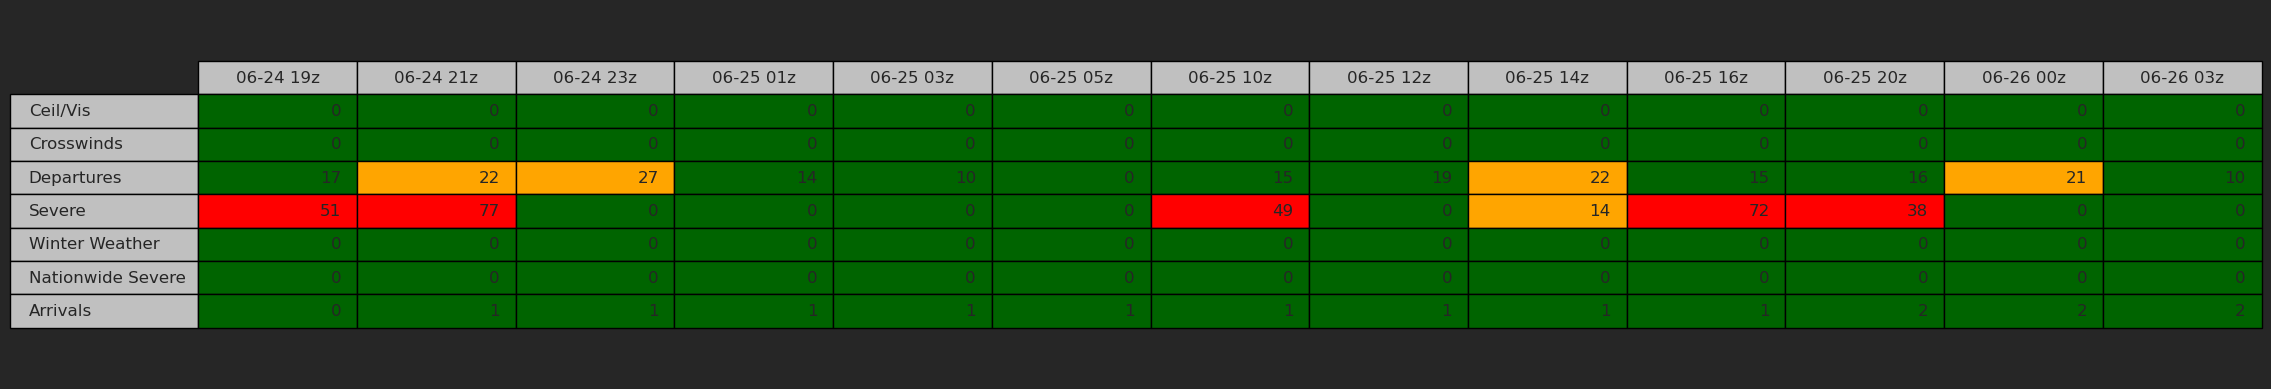 06-24 19z 06-24 21z 06-24 23z 06-25 01z 06-25 03z 06-25 05z 06-25 10z 06-25 12z 06-25 14z 06-25 16z 06-25 20z 06-26 00z 06-26 03z
Ceil/Vis 0 0 0 0 0 0 0 0 0 0 0 0 0
Crosswinds 0 0 0 0 0 0 0 0 0 0 0 0 0
Departures 17 22 27 14 10 0 15 19 22 15 16 21 10
Severe 51 77 0 0 0 0 49 0 14 72 38 0 0
Winter Weather 0 0 0 0 0 0 0 0 0 0 0 0 0
Nationwide Severe 0 0 0 0 0 0 0 0 0 0 0 0 0
Arrivals 0 1 1 1 1 1 1 1 1 1 2 2 2